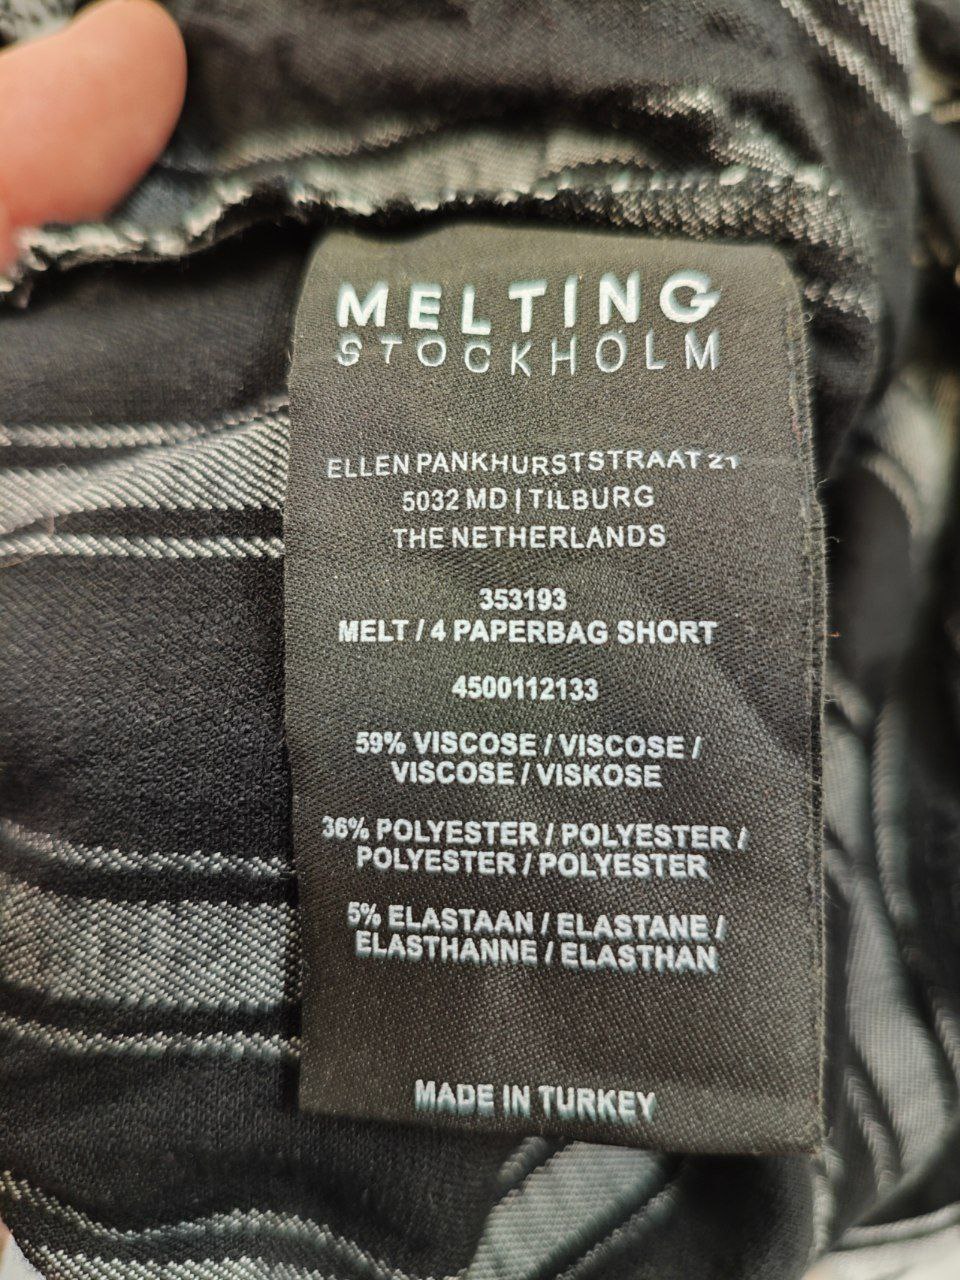 MELTING
STOCKHOLM
ELLEN PANKHURSTSTRAAT 21
5032 MD | TILBURG
THE NETHERLANDS
353193
MELT / 4 PAPERBAG SHORT
4500112133
59% VISCOSE / VISCOSE /
VISCOSE / VISKOSE
36% POLYESTER / POLYESTER /
POLYESTER / POLYESTER
5% ELASTAAN / ELASTANE /
ELASTHANNE / ELASTHAN
MADE IN TURKEY